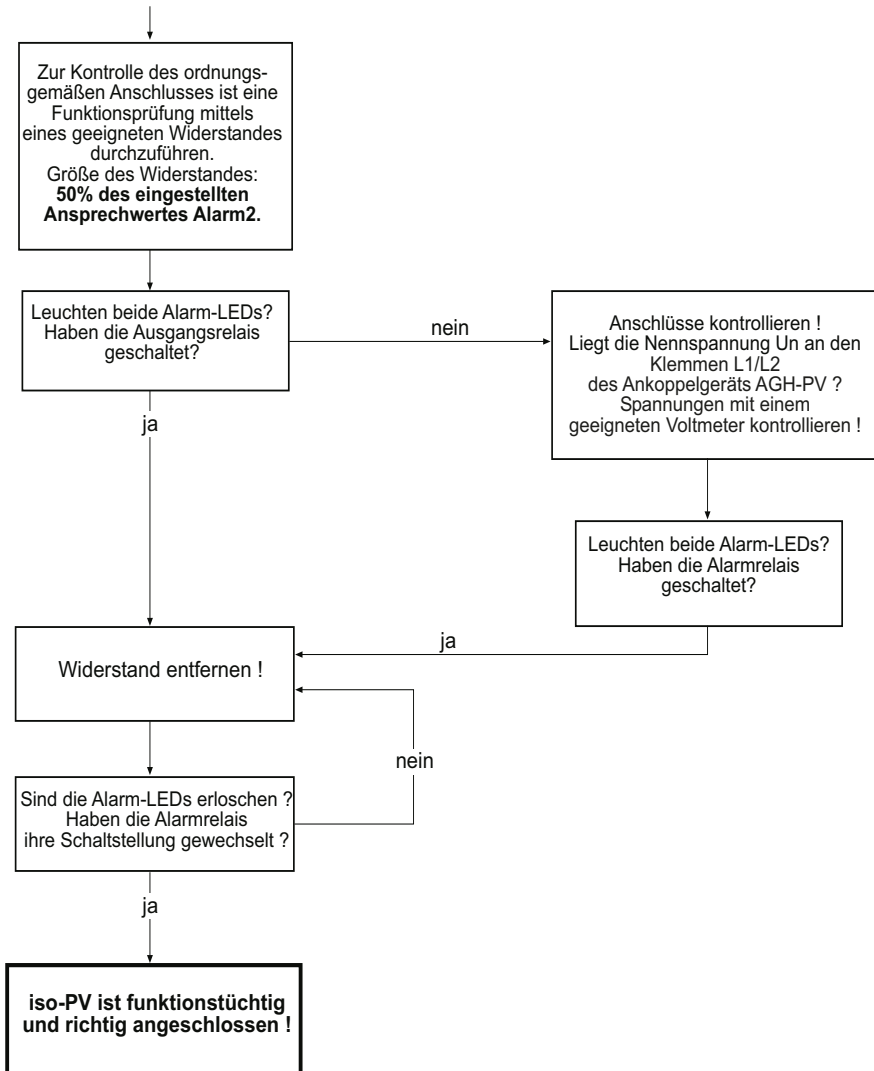 Zur Kontrolle des ordnungs-
gemäßen Anschlusses ist eine
Funktionsprüfung mittels
eines geeigneten Widerstandes
durchzuführen.
Größe des Widerstandes:
50% des eingestellten
Ansprechwertes Alarm2.
Leuchten beide Alarm-LEDs?
Haben die Ausgangsrelais
geschaltet?
nein
Anschlüsse kontrollieren !
Liegt die Nennspannung Un an den
Klemmen L1/L2
des Ankoppelgeräts AGH-PV ?
Spannungen mit einem
geeigneten Voltmeter kontrollieren !
ja
Leuchten beide Alarm-LEDs?
Haben die Alarmrelais
geschaltet?
ja
Widerstand entfernen !
nein
Sind die Alarm-LEDs erloschen ?
Haben die Alarmrelais
ihre Schaltstellung gewechselt ?
ja
iso-PV ist funktionstüchtig
und richtig angeschlossen !